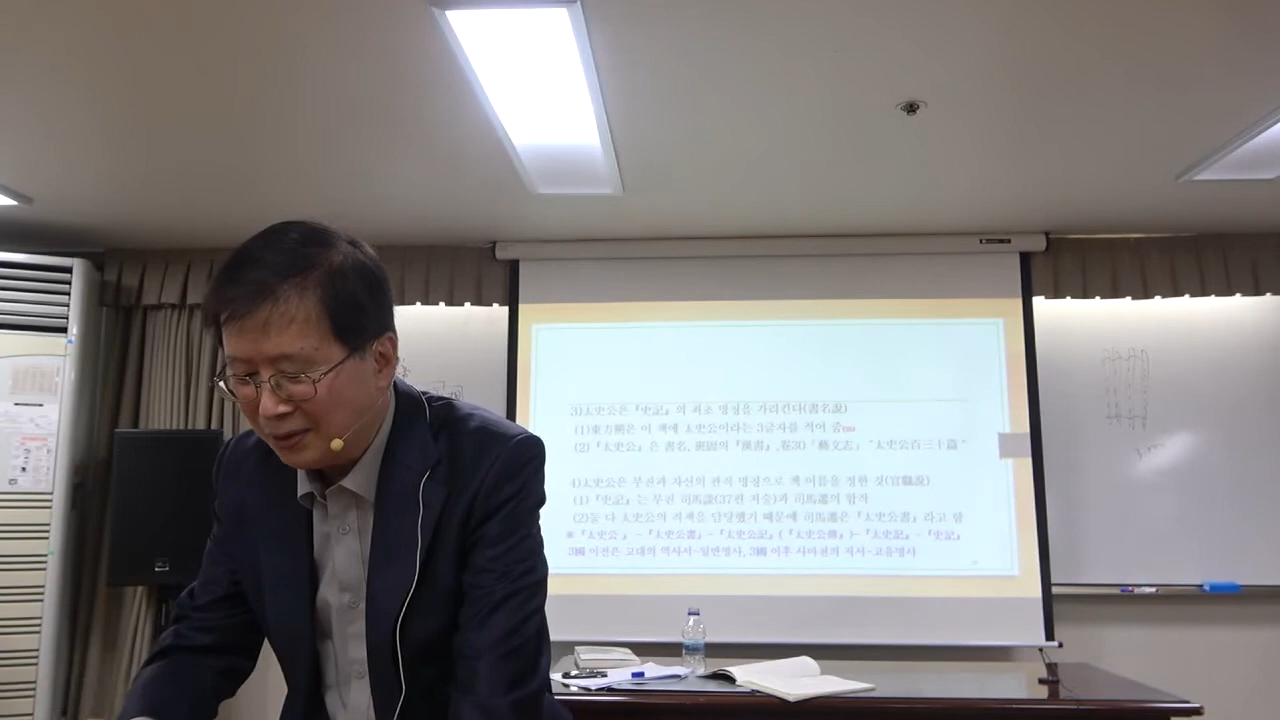 3)太史公은『史記』의 최초 명칭을 가리킨다(書名說)
(1)東方朔은 이 책에 太史公이라는 3글자를 적어 줌
(2)『太史公』은 書名, 班固의『漢書』,卷30「藝文志」"太史公百三十篇"
4)太史公은 부친과 자신의 관직 명칭으로 책 이름을 정한 것(官職說)
(1)『史記』는 부친 司馬談(37편 저술)과 司馬遷의 합작
(2)둘 다 太史公의 직책을 담당했기 때문에 司馬遷은『太史公書』라고 함
※『太史公』-『太史公書』-『太史公記』(『太史公傳』)-『太史記』-『史記』
3國 이전은 고대의 역사서-일반명사, 3國 이후 사마천의 저서-고유명사